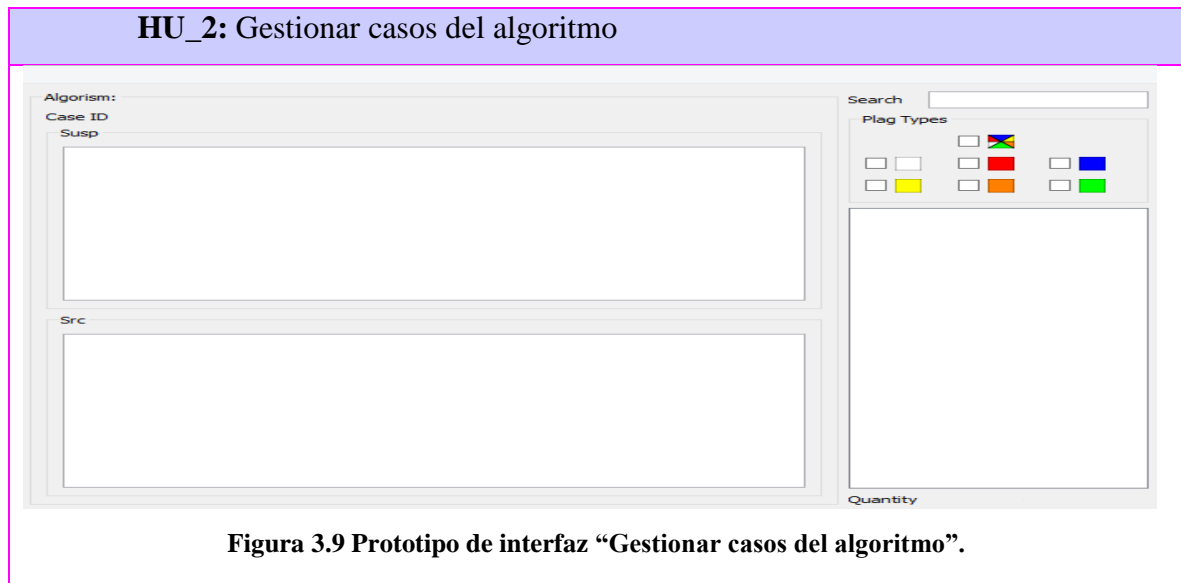 HU_2: Gestionar casos del algoritmo
Algorism:
Case ID
Susp
Src
Search
Plag Types
Quantity
Figura 3.9 Prototipo de interfaz “Gestionar casos del algoritmo”.